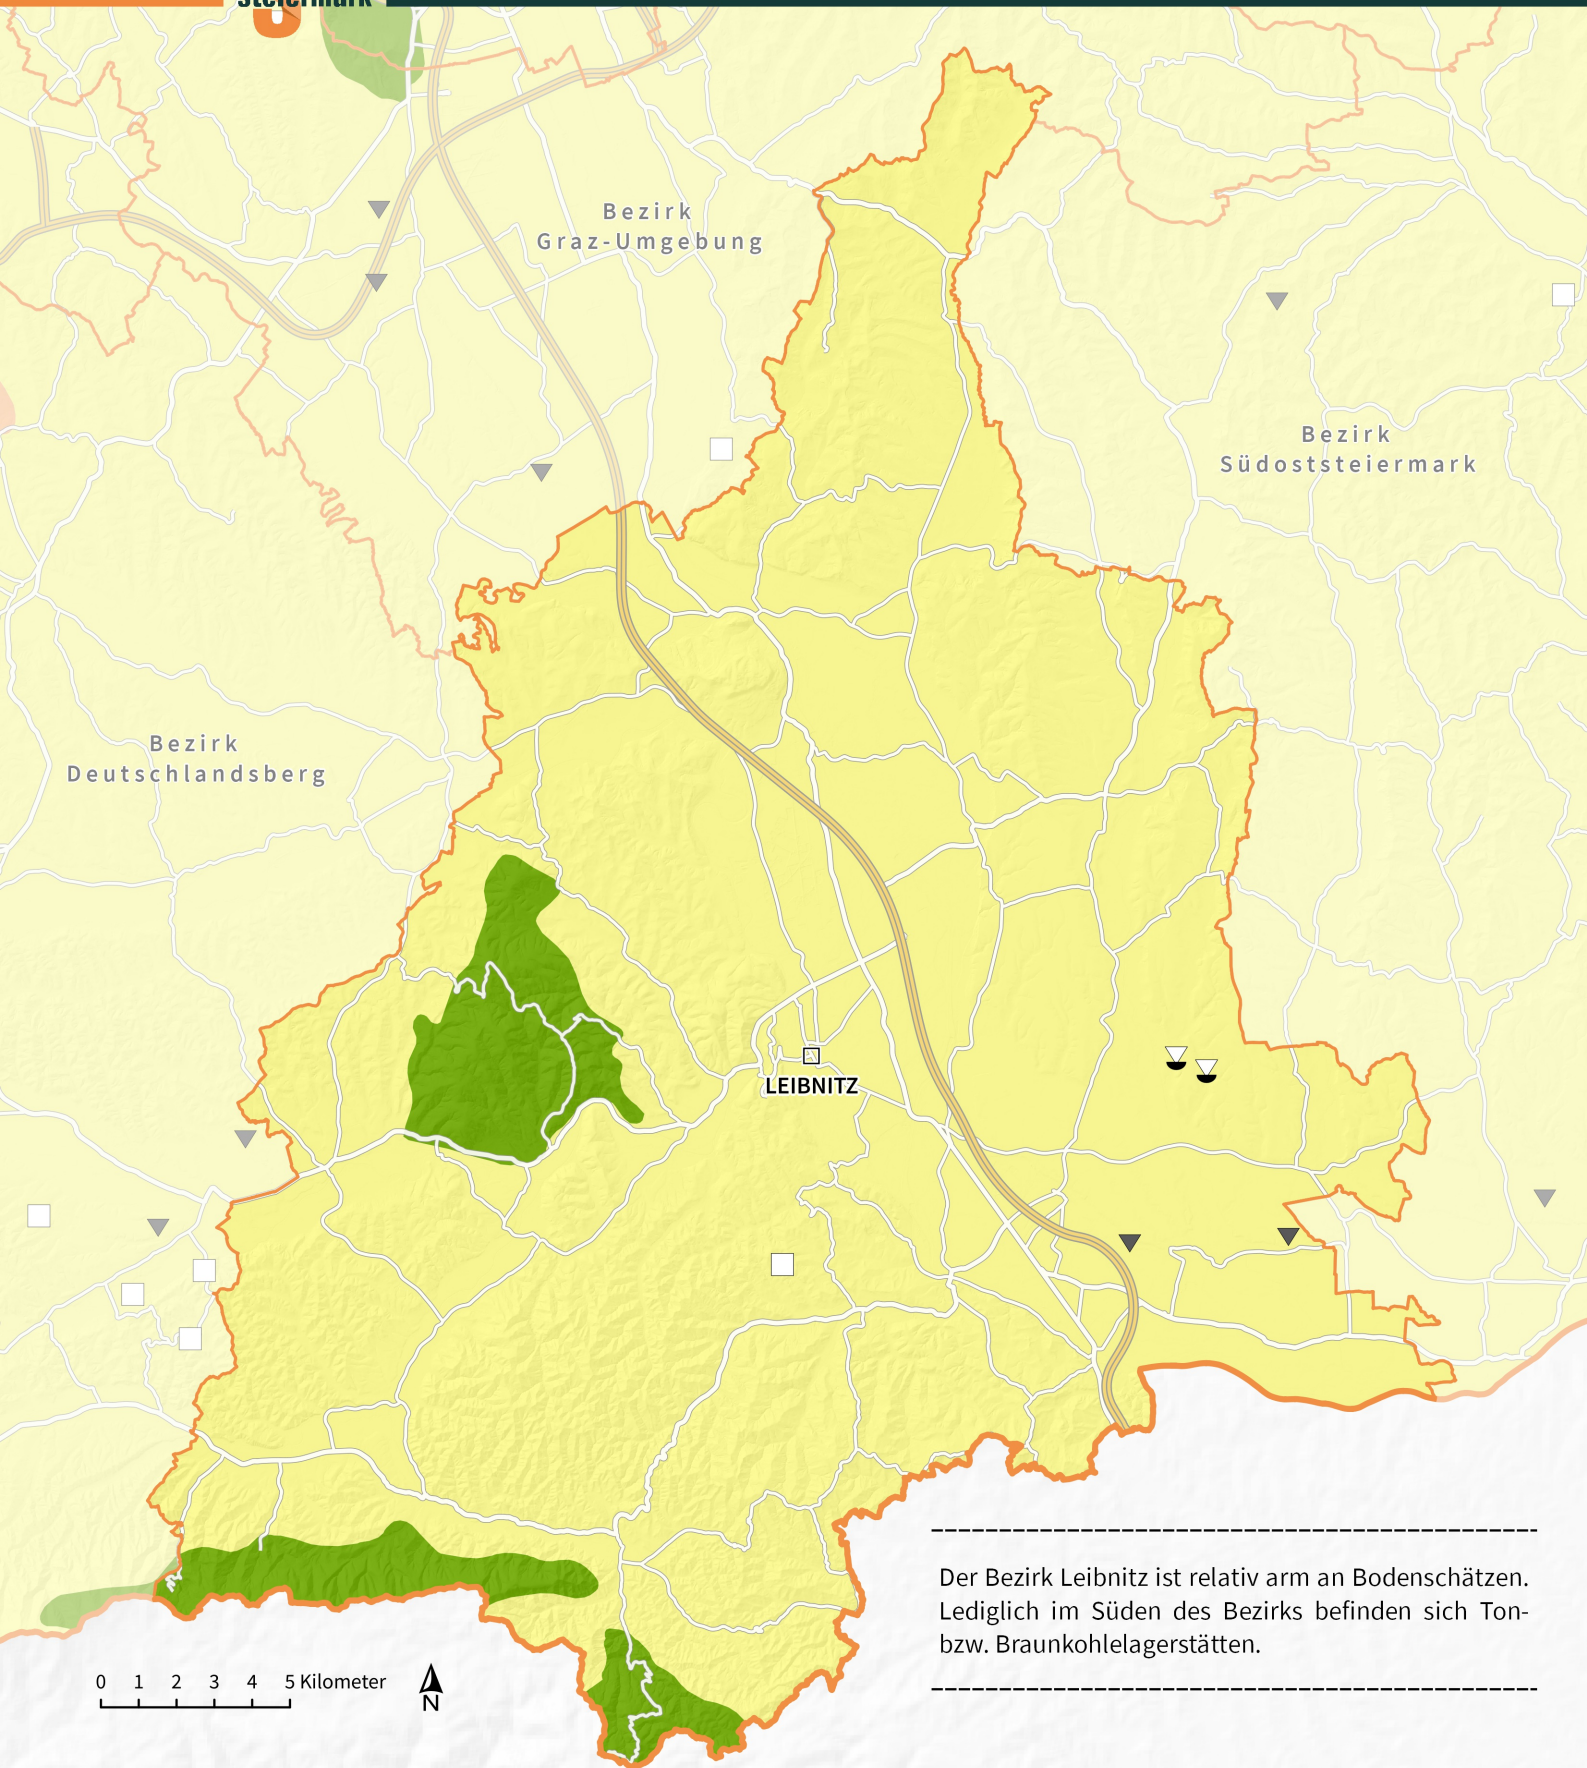 steiermark
Bezirk
Graz-Umgebung
Bezirk
Südoststeiermark
Bezirk
Deutschlandsberg
LEIBNITZ
Der Bezirk Leibnitz ist relativ arm an Bodenschätzen.
Lediglich im Süden des Bezirks befinden sich Ton-
bzw. Braunkohlelagerstätten.
0 1 2 3 4 5 Kilometer
N